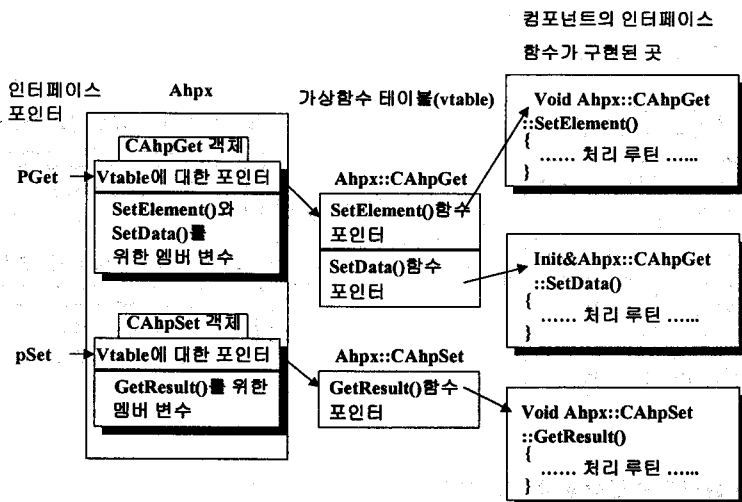 컴포넌트의 인터페이스
함수가 구현된 곳
인터페이스
포인터
Ahpx
가상함수 테이블(vtable)
CAhpGet 객체
PGet
Vtable에 대한 포인터
SetElement()와
SetData()를
위한 멤버 변수
CAhpSet 객체
pSet
Vtable에 대한 포인터
GetResult()를 위한
멤버 변수
Ahpx::CAhpGet
SetElement()함수
포인터
SetData()함수
포인터
Ahpx::CAhpSet
GetResult()함수
포인터
Void Ahpx::CAhpGet
::SetElement()
{
...... 처리 루틴 ......
}
Init&Ahpx::CAhpGet
::SetData()
{
...... 처리 루틴 ......
}
Void Ahpx::CAhpSet
::GetResult()
{
...... 처리 루틴 ......
}